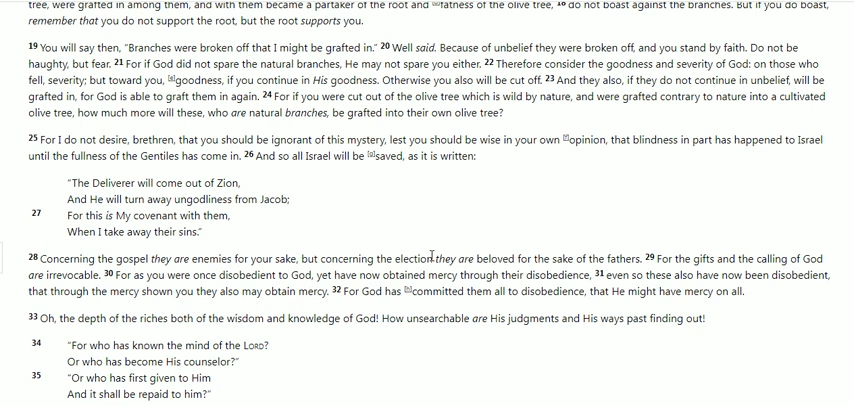 tree, were grafted in among them, and with them became a partaker of the root and fatness of the olive tree, 18 do not boast against the branches. But if you do boast,
remember that you do not support the root, but the root supports you.
19 You will say then, "Branches were broken off that I might be grafted in." 20 Well said. Because of unbelief they were broken off, and you stand by faith. Do not be
haughty, but fear. 21 For if God did not spare the natural branches, He may not spare you either. 22 Therefore consider the goodness and severity of God: on those who
fell, severity; but toward you, [e]goodness, if you continue in His goodness. Otherwise you also will be cut off. 23 And they also, if they do not continue in unbelief, will be
grafted in, for God is able to graft them in again. 24 For if you were cut out of the olive tree which is wild by nature, and were grafted contrary to nature into a cultivated
olive tree, how much more will these, who are natural branches, be grafted into their own olive tree?
25 For I do not desire, brethren, that you should be ignorant of this mystery, lest you should be wise in your own [f]opinion, that blindness in part has happened to Israel
until the fullness of the Gentiles has come in. 26 And so all Israel will be [g]saved, as it is written:
"The Deliverer will come out of Zion,
And He will turn away ungodliness from Jacob;
27 For this is My covenant with them,
When I take away their sins."
28 Concerning the gospel they are enemies for your sake, but concerning the election they are beloved for the sake of the fathers. 29 For the gifts and the calling of God
are irrevocable. 30 For as you were once disobedient to God, yet have now obtained mercy through their disobedience, 31 even so these also have now been disobedient,
that through the mercy shown you they also may obtain mercy. 32 For God has [h]committed them all to disobedience, that He might have mercy on all.
33 Oh, the depth of the riches both of the wisdom and knowledge of God! How unsearchable are His judgments and His ways past finding out!
34 "For who has known the mind of the LORD?
Or who has become His counselor?"
35 "Or who has first given to Him
And it shall be repaid to him?"